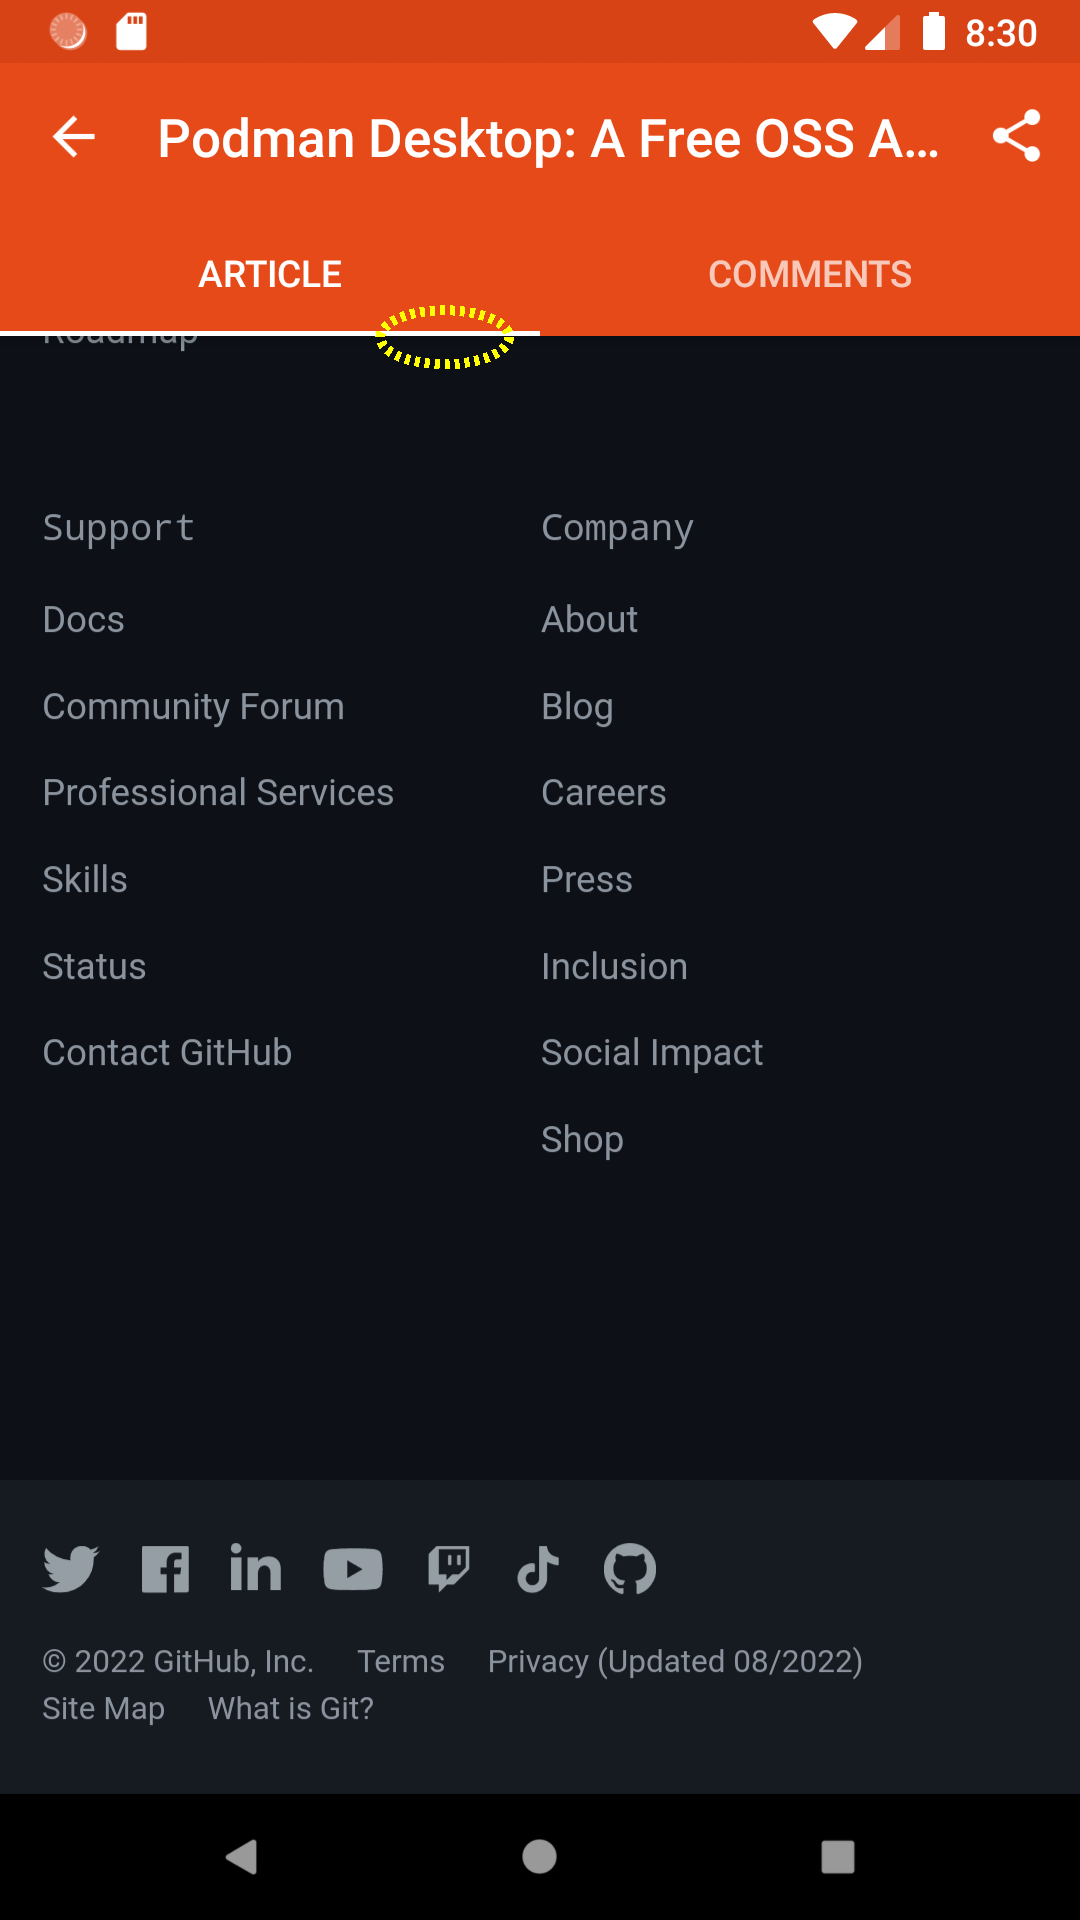 8:30
Podman Desktop: A Free OSS A...
ARTICLE COMMENTS
Roadmap
Support Company
Docs About
Community Forum Blog
Professional Services Careers
Skills Press
Status Inclusion
Contact GitHub Social Impact
Shop
© 2022 GitHub, Inc. Terms Privacy (Updated 08/2022)
Site Map What is Git?